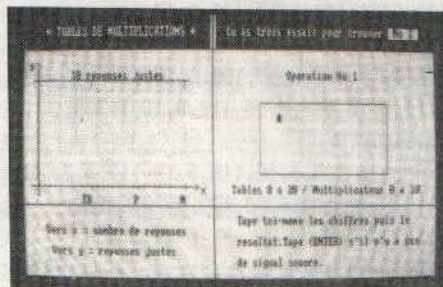 * TABLES DE MULTIPLICATIONS *
tu as trois essais pour trouver
20 reponses justes
Operation No 1
y
x
Tables 0 a 20 / Multiplicateur 0 a 10
Vers x = nombre de reponses
Vers y = reponses justes
Tape toi-meme les chiffres puis le
resultat.Tape (ENTER) s'il n'a pas
de signal sonore.